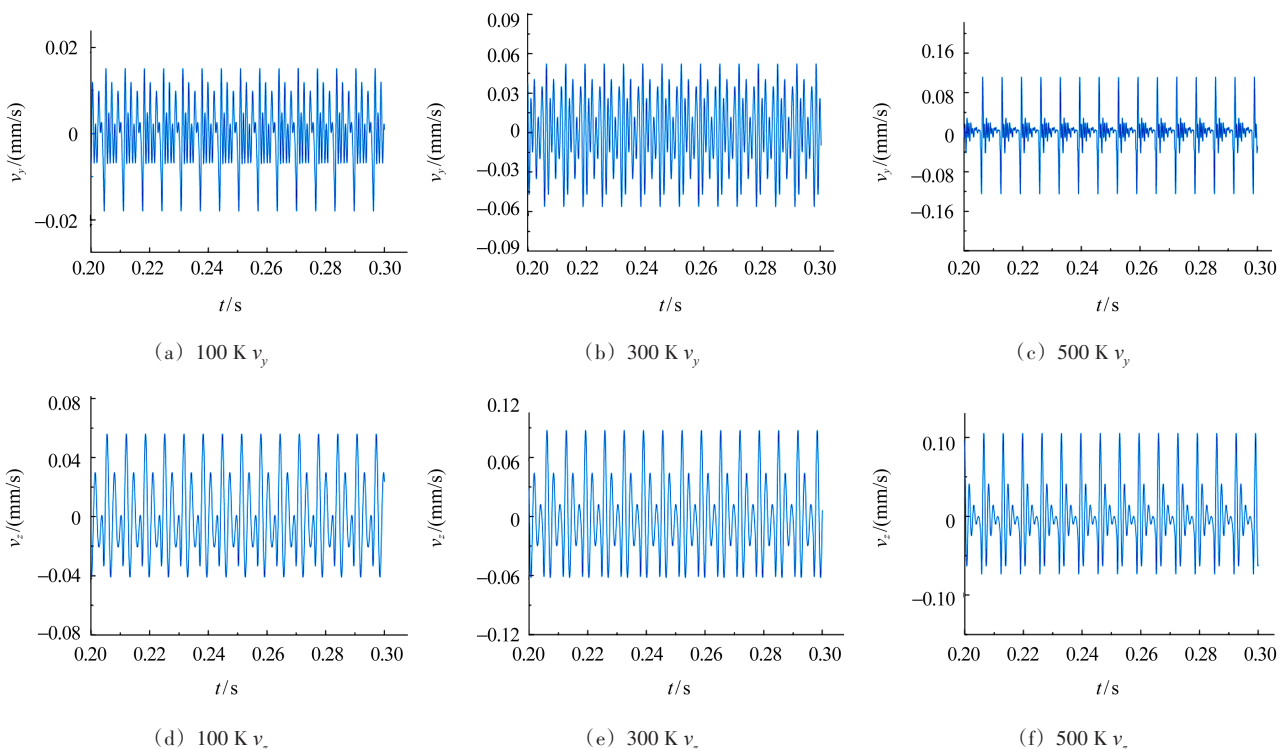 0.02
0
−0.02
v_y/(mm/s)
0.20 0.22 0.24 0.26 0.28 0.30
t/s
(a) 100 K v_y
0.09
0.06
0.03
0
−0.03
−0.06
−0.09
v_y/(mm/s)
0.20 0.22 0.24 0.26 0.28 0.30
t/s
(b) 300 K v_y
0.16
0.08
0
−0.08
−0.16
v_y/(mm/s)
0.20 0.22 0.24 0.26 0.28 0.30
t/s
(c) 500 K v_y
0.08
0.04
0
−0.04
−0.08
v_z/(mm/s)
0.20 0.22 0.24 0.26 0.28 0.30
t/s
(d) 100 K v_z
0.12
0.06
0
−0.06
−0.12
v_z/(mm/s)
0.20 0.22 0.24 0.26 0.28 0.30
t/s
(e) 300 K v_z
0.10
0
−0.10
v_z/(mm/s)
0.20 0.22 0.24 0.26 0.28 0.30
t/s
(f) 500 K v_z